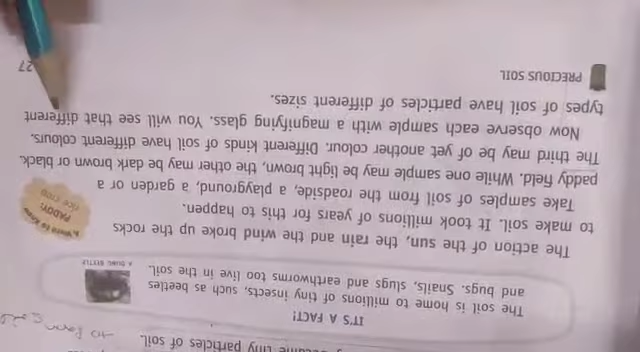 tiny particles of soil.
IT'S A FACT!
The soil is home to millions of tiny insects, such as beetles
and bugs. Snails, slugs and earthworms too live in the soil.
A DUNG BEETLE
The action of the sun, the rain and the wind broke up the rocks
to make soil. It took millions of years for this to happen.
Words to Know
PADDY:
rice crop
Take samples of soil from the roadside, a playground, a garden or a
paddy field. While one sample may be light brown, the other may be dark brown or black.
The third may be of yet another colour. Different kinds of soil have different colours.
Now observe each sample with a magnifying glass. You will see that different
types of soil have particles of different sizes.
PRECIOUS SOIL
27